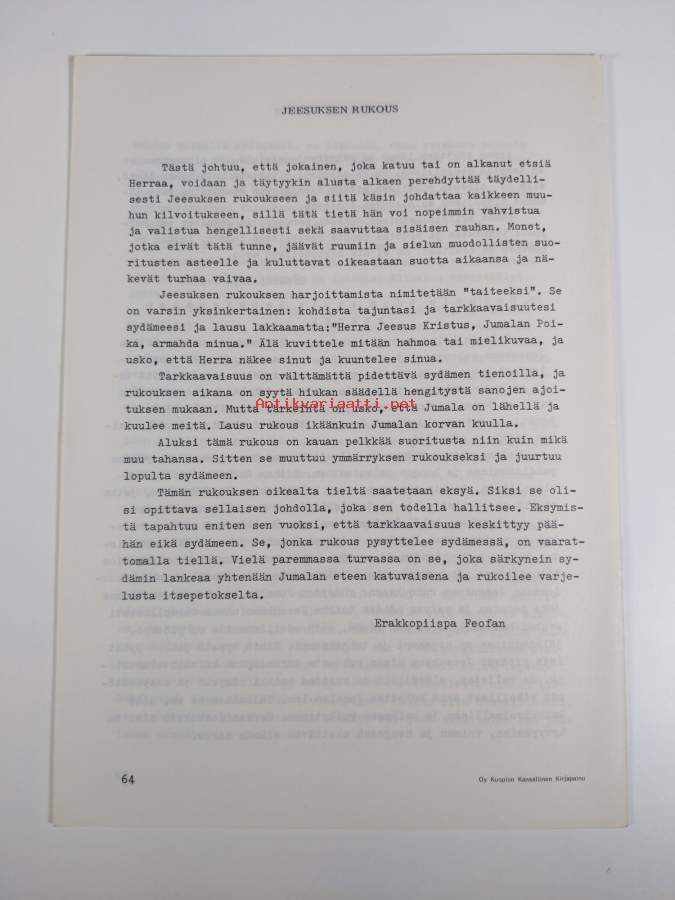 JEESUKSEN RUKOUS
Tästä johtuu, että jokainen, joka katuu tai on alkanut etsiä
Herraa, voidaan ja täytyykin alusta alkaen perehdyttää täydelli-
sesti Jeesuksen rukoukseen ja siitä käsin johdattaa kaikkeen muu-
hun kilvoitukseen, sillä tätä tietä hän voi nopeimmin vahvistua
ja valistua hengellisesti sekä saavuttaa sisäisen rauhan. Monet,
jotka eivät tätä tunne, jäävät ruumiin ja sielun muodollisten suo-
ritusten asteelle ja kuluttavat oikeastaan suotta aikaansa ja nä-
kevät turhaa vaivaa.
Jeesuksen rukouksen harjoittamista nimitetään "taiteeksi". Se
on varsin yksinkertainen: kohdista tajuntasi ja tarkkaavaisuutesi
sydämeesi ja lausu lakkaamatta:"Herra Jeesus Kristus, Jumalan Poi-
ka, armahda minua." Älä kuvittele mitään hahmoa tai mielikuvaa, ja
usko, että Herra näkee sinut ja kuuntelee sinua.
Tarkkaavaisuus on välttämättä pidettävä sydämen tienoilla, ja
rukouksen aikana on syytä hiukan säädellä hengitystä sanojen ajoi-
tuksen mukaan. Mutta tärkeintä on usko, että Jumala on lähellä ja
Antikvariaatti.net
kuulee meitä. Lausu rukous ikäänkuin Jumalan korvan kuulla.
Aluksi tämä rukous on kauan pelkkää suoritusta niin kuin mikä
muu tahansa. Sitten se muuttuu ymmärryksen rukoukseksi ja juurtuu
lopulta sydämeen.
Tämän rukouksen oikealta tieltä saatetaan eksyä. Siksi se oli-
si opittava sellaisen johdolla, joka sen todella hallitsee. Eksymis-
tä tapahtuu eniten sen vuoksi, että tarkkaavaisuus keskittyy pää-
hän eikä sydämeen. Se, jonka rukous pysyttelee sydämessä, on vaarat-
tomalla tiellä. Vielä paremmassa turvassa on se, joka särkynein sy-
dämin lankeaa yhtenään Jumalan eteen katuvaisena ja rukoilee varje-
lusta itsepetokselta.
Erakkopiispa Feofan
64
Oy Kuopion Kansallinen Kirjapaino